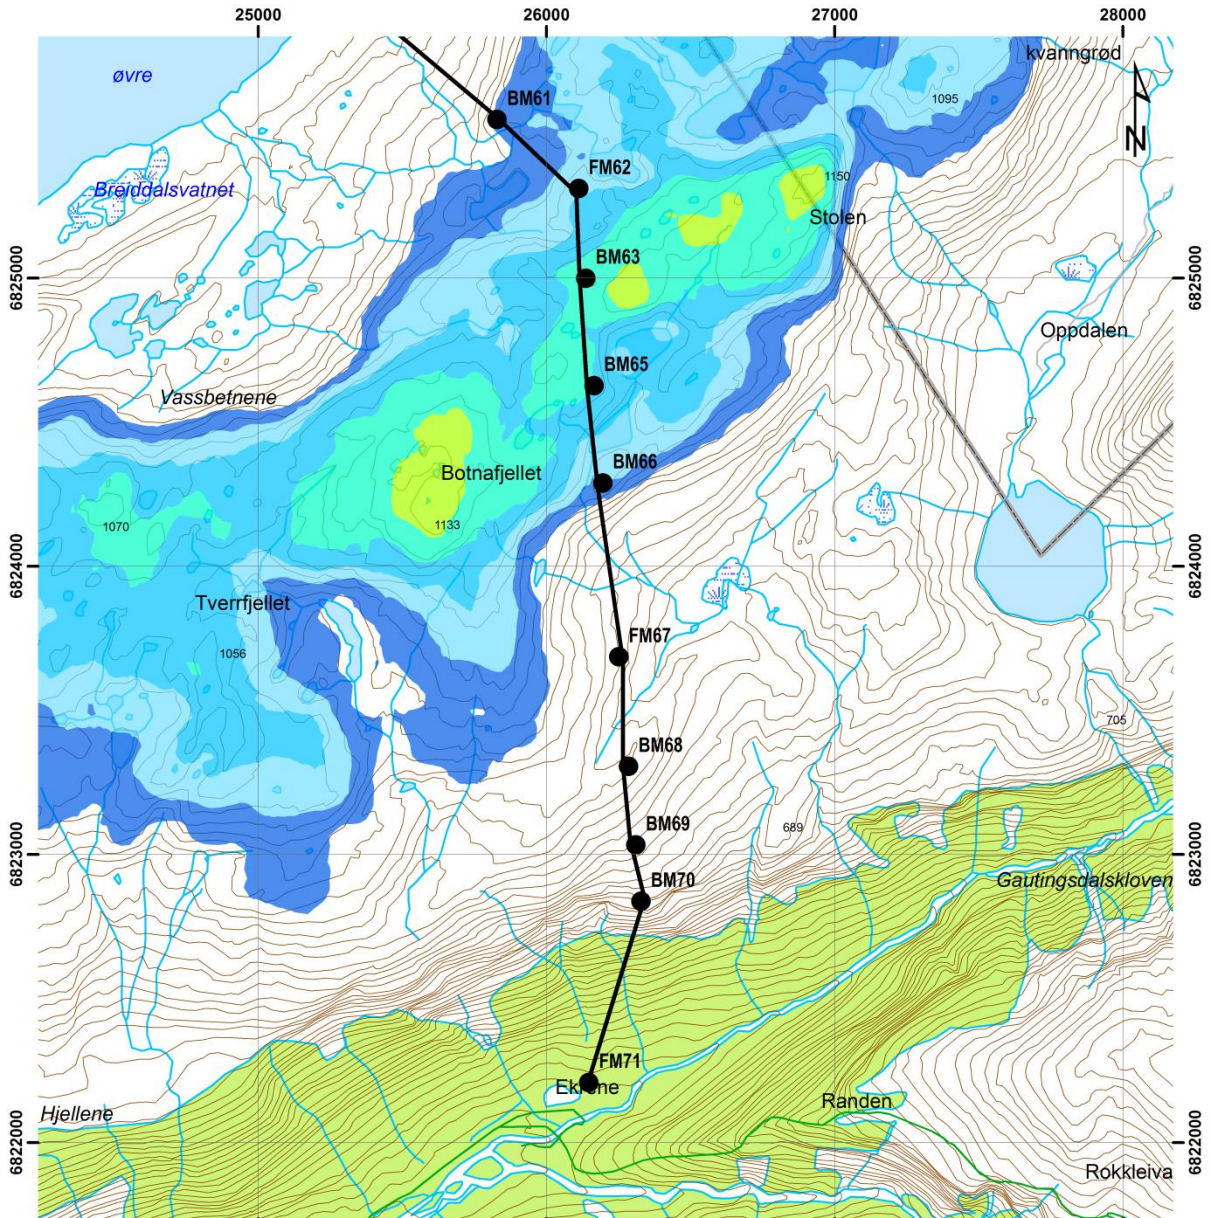 25000 26000 27000 28000
øvre
kvanngrød
1095
BM61
N
FM62
1150
Breiddalsvatnet
Stolen
6825000
BM63
6825000
Oppdalen
BM65
Vassbetnene
BM66
Botnafjellet
1070
1133
6824000
6824000
Tverrfjellet
FM67
1056
705
BM68
689
BM69
6823000
6823000
BM70
Gautingsdalskloven
FM71
Ekrene
Hjellene
Randen
6822000
6822000
Rokkleiva